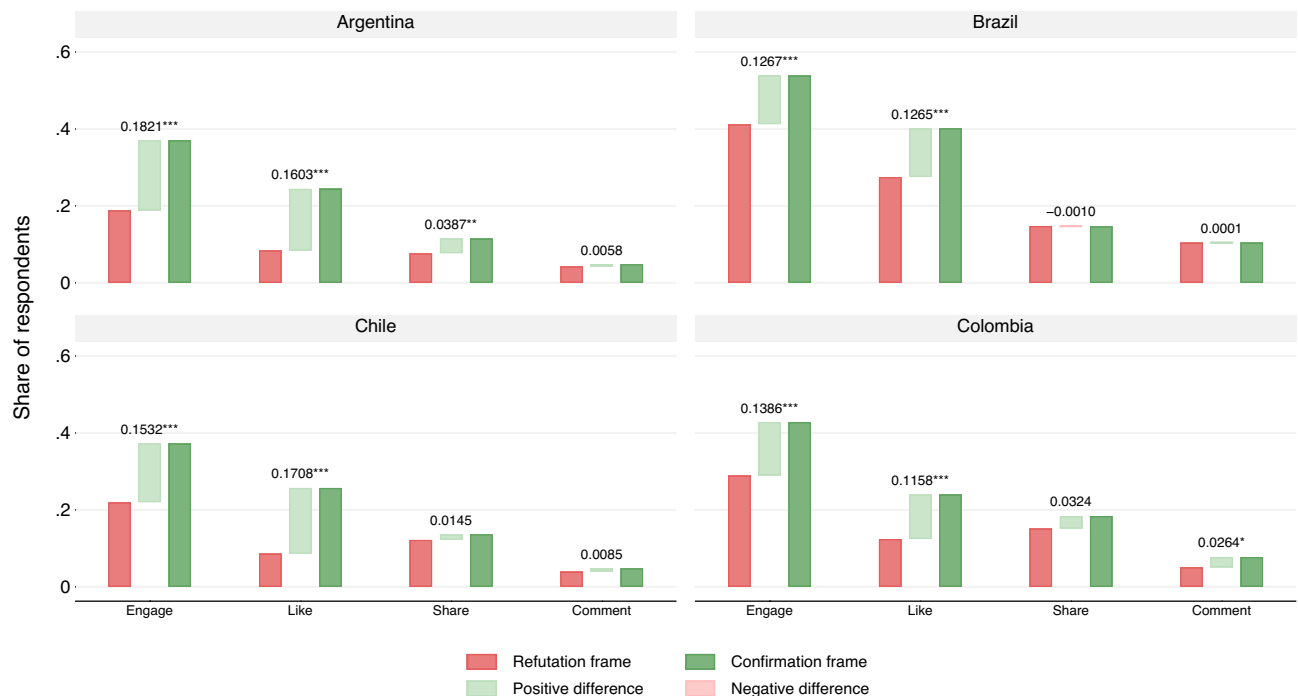 Argentina
Brazil
Share of respondents
.6
.4
.2
0
0.1821***
0.1603***
0.0387**
0.0058
0.1267***
0.1265***
−0.0010
0.0001
Chile
Colombia
.6
.4
.2
0
0.1532***
0.1708***
0.0145
0.0085
0.1386***
0.1158***
0.0324
0.0264*
Engage Like Share Comment
Engage Like Share Comment
Refutation frame
Confirmation frame
Positive difference
Negative difference